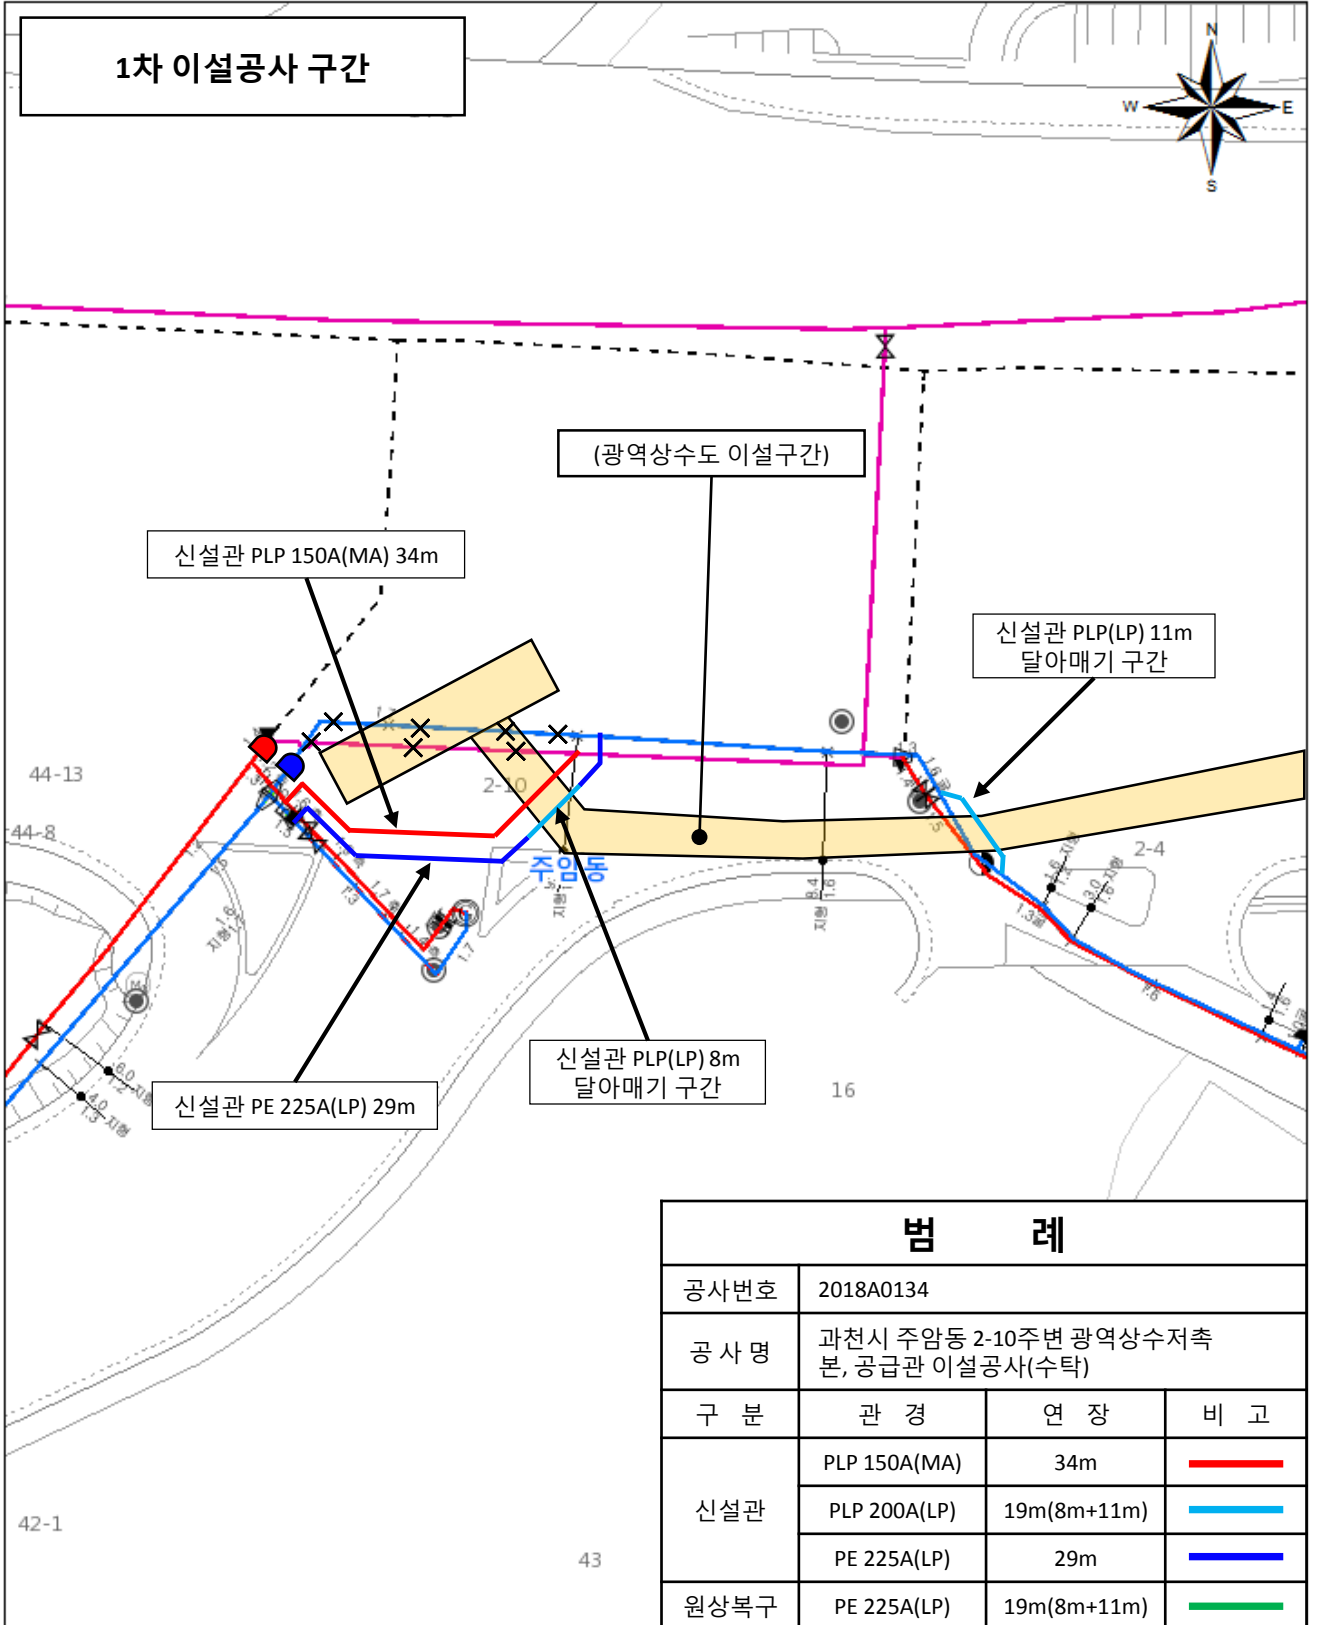 1차 이설공사 구간
N
W
E
S
(광역상수도 이설구간)
신설관 PLP 150A(MA) 34m
신설관 PLP(LP) 11m
달아매기 구간
44-13
2-10
44-8
2-4
주암동
신설관 PLP(LP) 8m
달아매기 구간
신설관 PE 225A(LP) 29m
16
42-1
43
범 례
공사번호 2018A0134
공 사 명 과천시 주암동 2-10주변 광역상수저촉
본, 공급관 이설공사(수탁)
구 분 관 경 연 장 비 고
신설관 PLP 150A(MA) 34m
PLP 200A(LP) 19m(8m+11m)
PE 225A(LP) 29m
원상복구 PE 225A(LP) 19m(8m+11m)